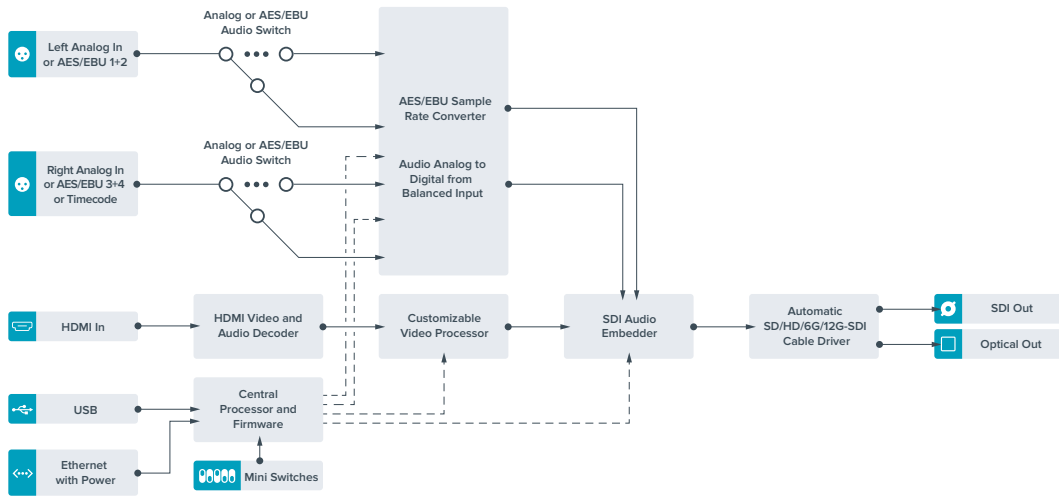 Analog or AES/EBU
Audio Switch
Left Analog In
or AES/EBU 1+2
AES/EBU Sample
Rate Converter
Analog or AES/EBU
Audio Switch
Right Analog In
or AES/EBU 3+4
or Timecode
Audio Analog to
Digital from
Balanced Input
HDMI In
HDMI Video and
Audio Decoder
Customizable
Video Processor
SDI Audio
Embedder
Automatic
SD/HD/6G/12G-SDI
Cable Driver
SDI Out
Optical Out
USB
Central
Processor and
Firmware
Ethernet
with Power
Mini Switches